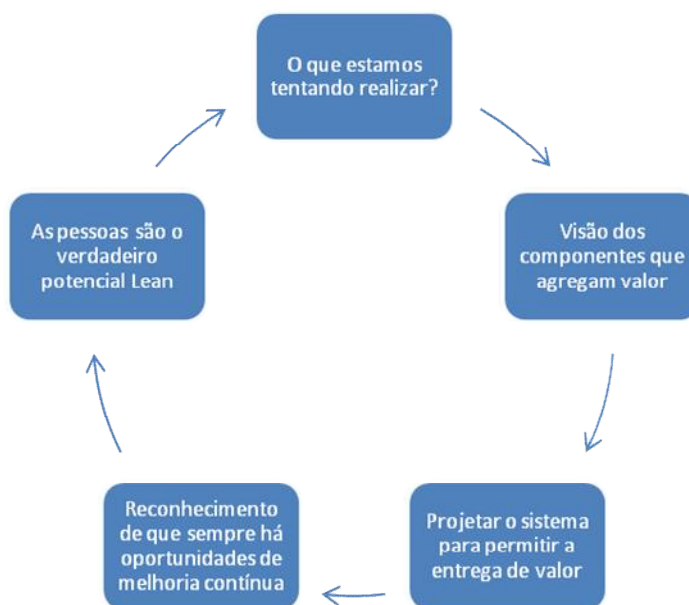 O que estamos
tentando realizar?
Visão dos
componentes que
agregam valor
Projetar o sistema
para permitir a
entrega de valor
Reconhecimento
de que sempre há
oportunidades de
melhoria contínua
As pessoas são o
verdadeiro
potencial Lean